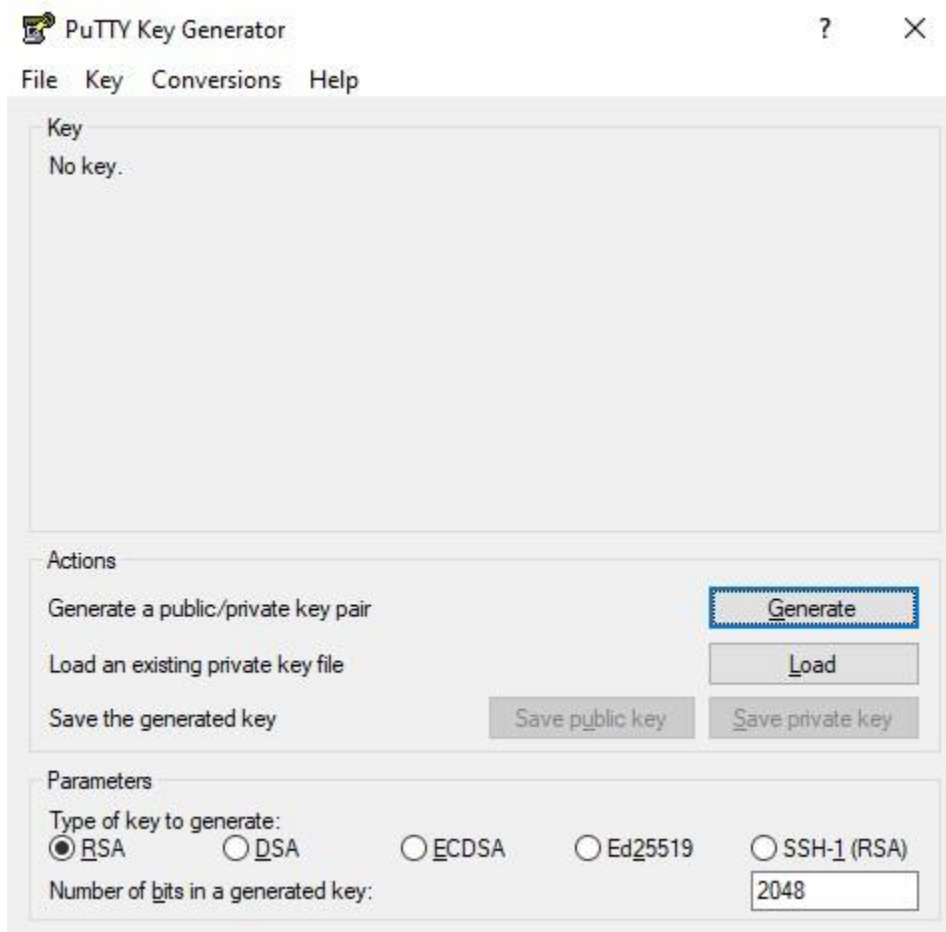 PuTTY Key Generator ? ×
File Key Conversions Help
Key
No key.
Actions
Generate a public/private key pair Generate
Load an existing private key file Load
Save the generated key Save public key Save private key
Parameters
Type of key to generate:
RSA DSA ECDSA Ed25519 SSH-1 (RSA)
Number of bits in a generated key: 2048